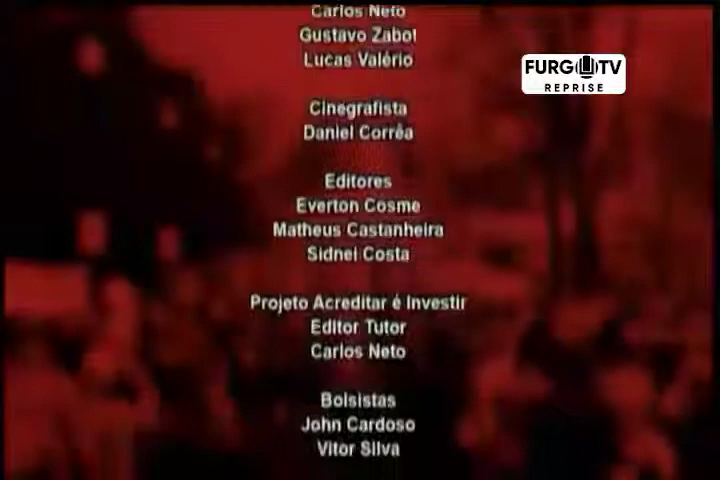 Carlos Neto
Gustavo Zabot
Lucas Valério
FURG TV
REPRISE
Cinegrafista
Daniel Corrêa
Editores
Everton Cosme
Matheus Castanheira
Sidnei Costa
Projeto Acreditar é Investir
Editor Tutor
Carlos Neto
Bolsistas
John Cardoso
Vitor Silva